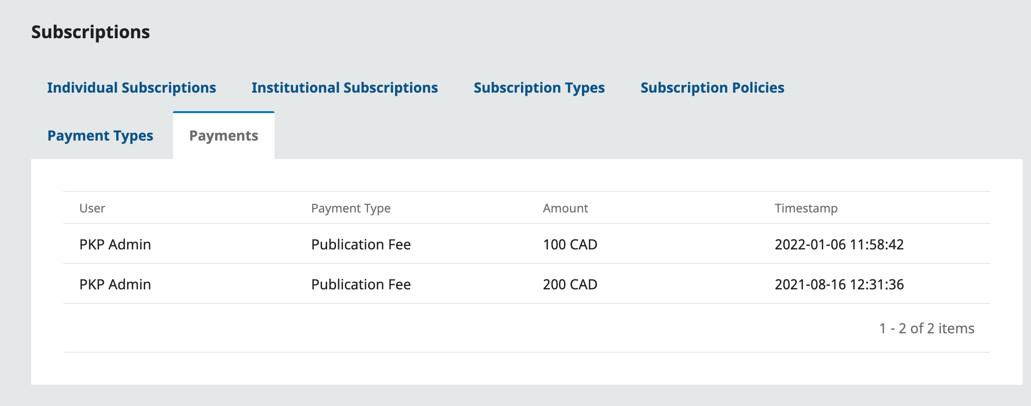 Subscriptions
Individual Subscriptions Institutional Subscriptions Subscription Types Subscription Policies
Payment Types Payments
User Payment Type Amount Timestamp
PKP Admin Publication Fee 100 CAD 2022-01-06 11:58:42
PKP Admin Publication Fee 200 CAD 2021-08-16 12:31:36
1 - 2 of 2 items